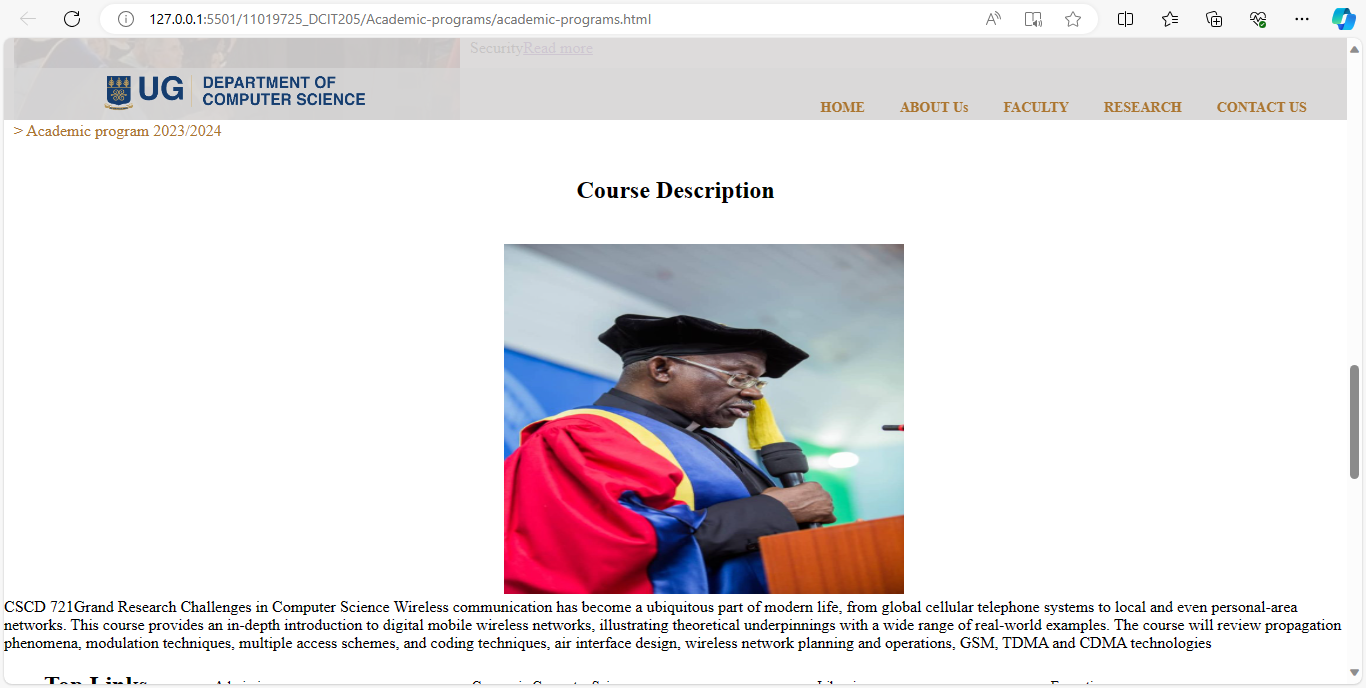 127.0.0.1:5501/11019725_DCIT205/Academic-programs/academic-programs.html
SecurityRead more
UG DEPARTMENT OF
COMPUTER SCIENCE
HOME ABOUT Us FACULTY RESEARCH CONTACT US
> Academic program 2023/2024
Course Description
CSCD 721Grand Research Challenges in Computer Science Wireless communication has become a ubiquitous part of modern life, from global cellular telephone systems to local and even personal-area
networks. This course provides an in-depth introduction to digital mobile wireless networks, illustrating theoretical underpinnings with a wide range of real-world examples. The course will review propagation
phenomena, modulation techniques, multiple access schemes, and coding techniques, air interface design, wireless network planning and operations, GSM, TDMA and CDMA technologies
Top Links